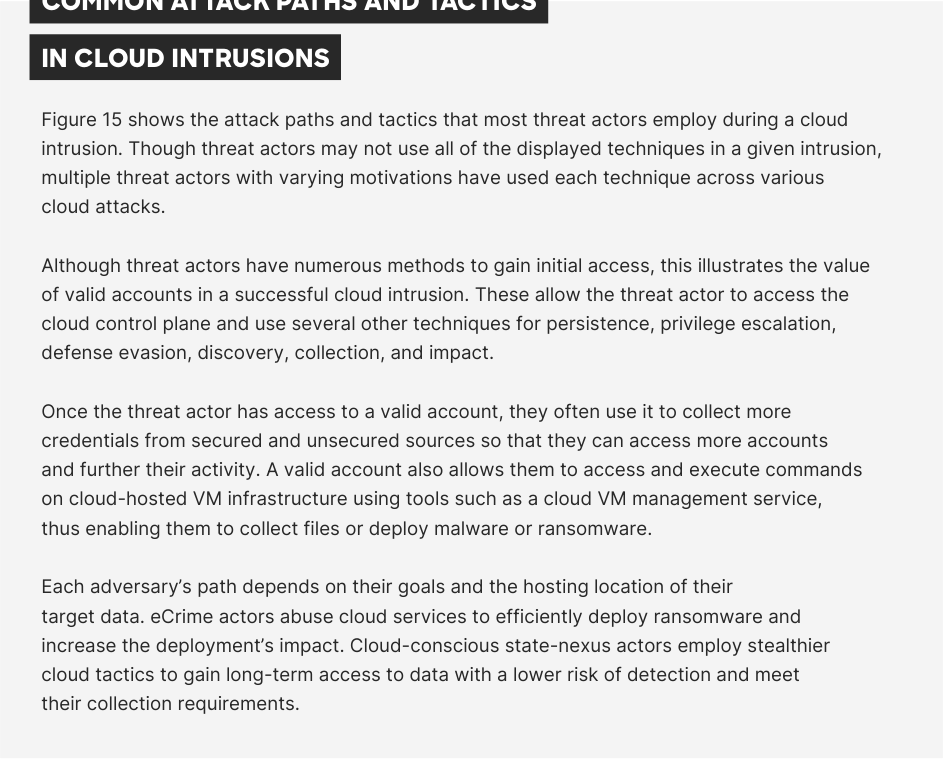 COMMON ATTACK PATHS AND TACTICS
IN CLOUD INTRUSIONS
Figure 15 shows the attack paths and tactics that most threat actors employ during a cloud
intrusion. Though threat actors may not use all of the displayed techniques in a given intrusion,
multiple threat actors with varying motivations have used each technique across various
cloud attacks.
Although threat actors have numerous methods to gain initial access, this illustrates the value
of valid accounts in a successful cloud intrusion. These allow the threat actor to access the
cloud control plane and use several other techniques for persistence, privilege escalation,
defense evasion, discovery, collection, and impact.
Once the threat actor has access to a valid account, they often use it to collect more
credentials from secured and unsecured sources so that they can access more accounts
and further their activity. A valid account also allows them to access and execute commands
on cloud-hosted VM infrastructure using tools such as a cloud VM management service,
thus enabling them to collect files or deploy malware or ransomware.
Each adversary’s path depends on their goals and the hosting location of their
target data. eCrime actors abuse cloud services to efficiently deploy ransomware and
increase the deployment’s impact. Cloud-conscious state-nexus actors employ stealthier
cloud tactics to gain long-term access to data with a lower risk of detection and meet
their collection requirements.